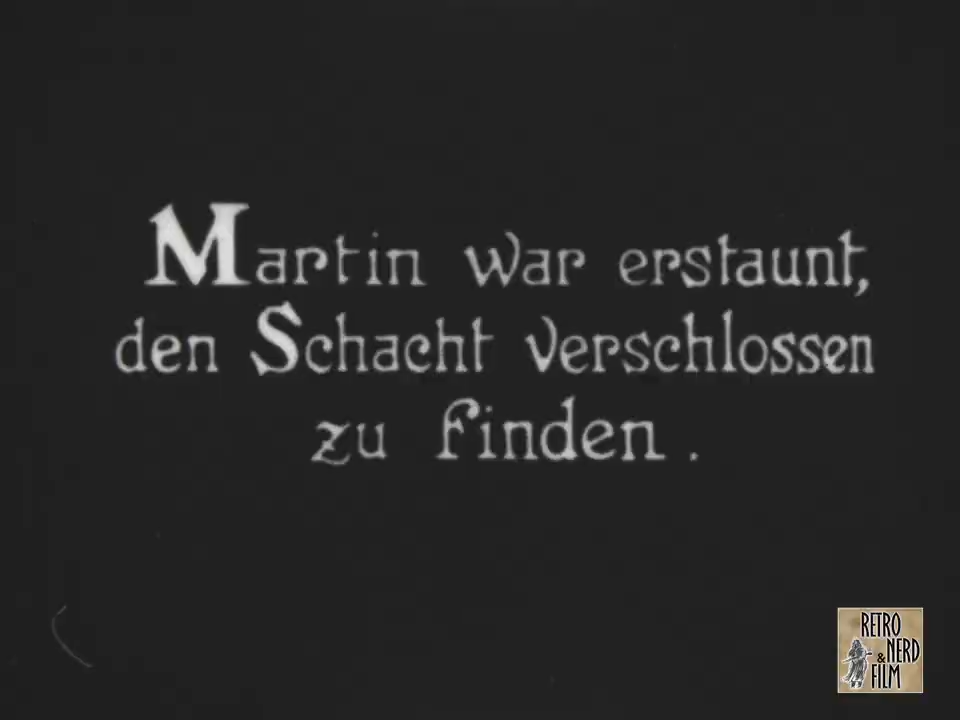 Martin war erstaunt,
den Schacht verschlossen
zu finden.
RETRO
& NERD
FILM